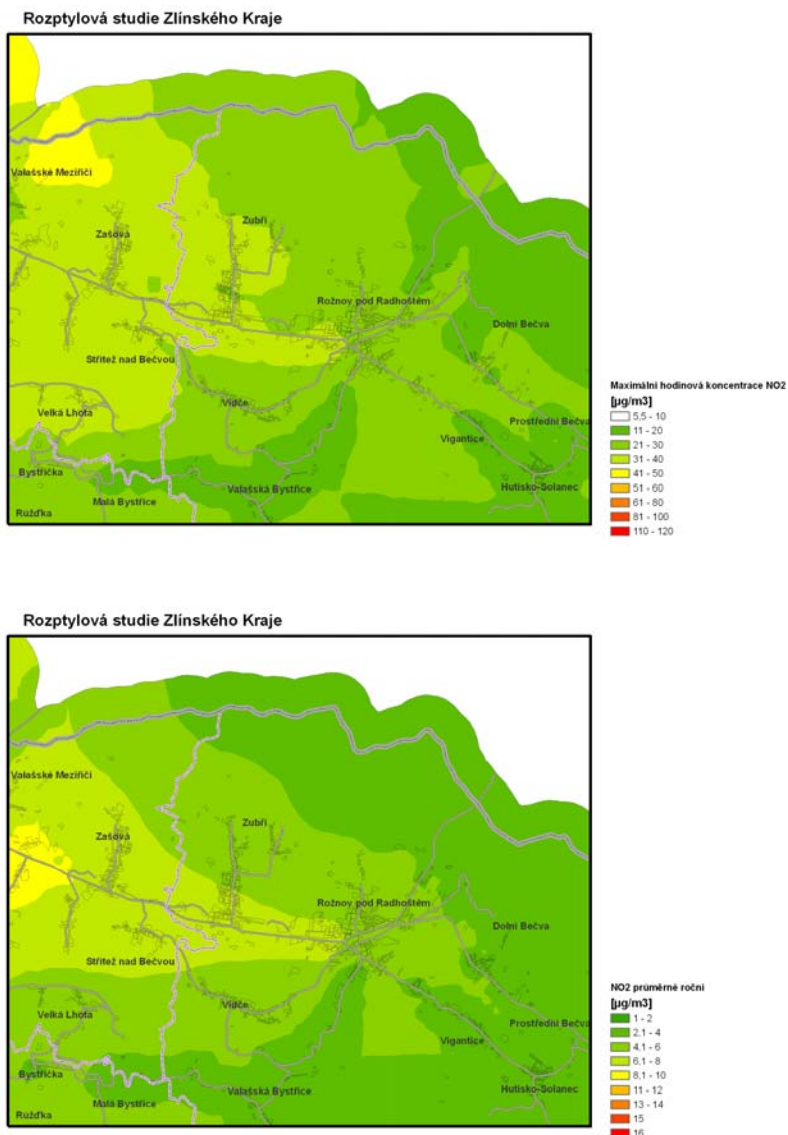 Rozptylová studie Zlínského Kraje
Valašské Meziříčí
Zašová
Zubří
Rožnov pod Radhoštěm
Dolní Bečva
Střítež nad Bečvou
Velká Lhota
Vidče
Prostřední Bečva
Vigantice
Bystřička
Valašská Bystřice
Hutisko-Solanec
Malá Bystřice
Růžďka
Maximální hodinová koncentrace NO2
[µg/m3]
5,5 - 10
11 - 20
21 - 30
31 - 40
41 - 50
51 - 60
61 - 80
81 - 100
110 - 120
Rozptylová studie Zlínského Kraje
Valašské Meziříčí
Zašová
Zubří
Rožnov pod Radhoštěm
Dolní Bečva
Střítež nad Bečvou
Velká Lhota
Vidče
Prostřední Bečva
Vigantice
Bystřička
Valašská Bystřice
Hutisko-Solanec
Malá Bystřice
Růžďka
NO2 průměrné roční
[µg/m3]
1 - 2
2,1 - 4
4,1 - 6
6,1 - 8
8,1 - 10
11 - 12
13 - 14
15
16